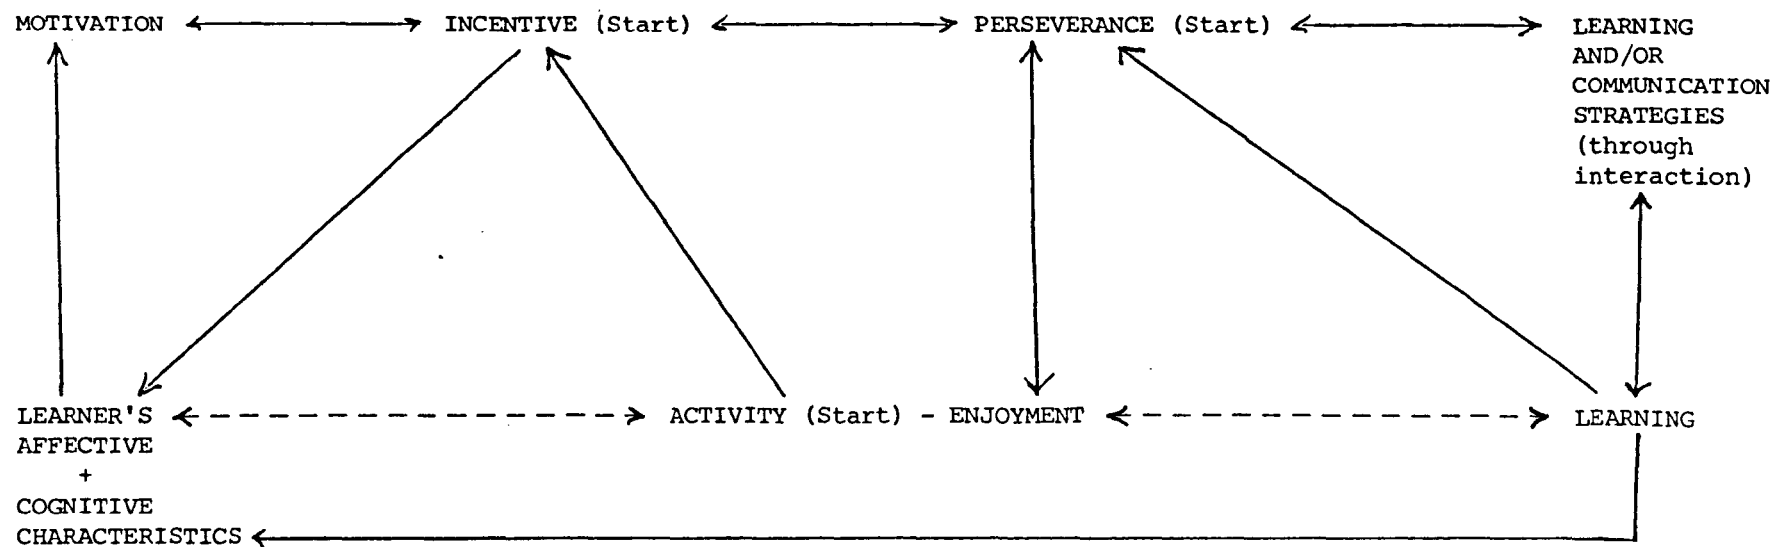 MOTIVATION INCENTIVE (Start) PERSEVERANCE (Start) LEARNING
AND/OR
COMMUNICATION
STRATEGIES
(through
interaction)
LEARNER'S ACTIVITY (Start) - ENJOYMENT LEARNING
AFFECTIVE
+
COGNITIVE
CHARACTERISTICS